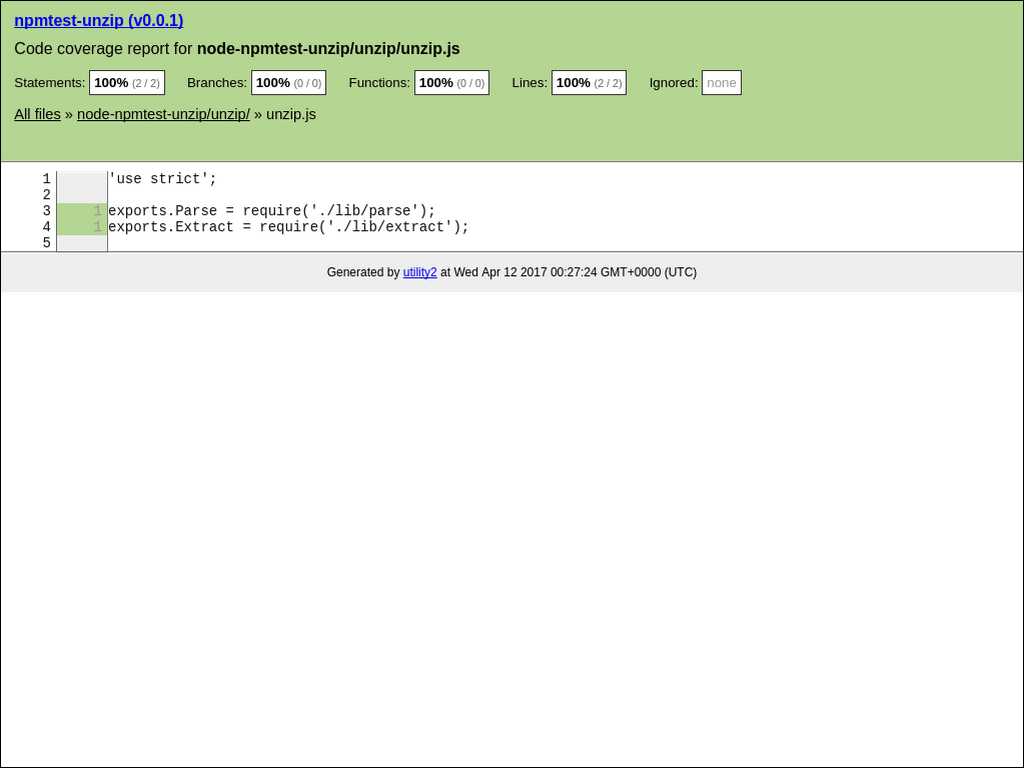 npmtest-unzip (v0.0.1)
Code coverage report for node-npmtest-unzip/unzip/unzip.js
Statements: 100% (2 / 2) Branches: 100% (0 / 0) Functions: 100% (0 / 0) Lines: 100% (2 / 2) Ignored: none
All files » node-npmtest-unzip/unzip/ » unzip.js
1 'use strict';
2
3 1 exports.Parse = require('./lib/parse');
4 1 exports.Extract = require('./lib/extract');
5
Generated by utility2 at Wed Apr 12 2017 00:27:24 GMT+0000 (UTC)